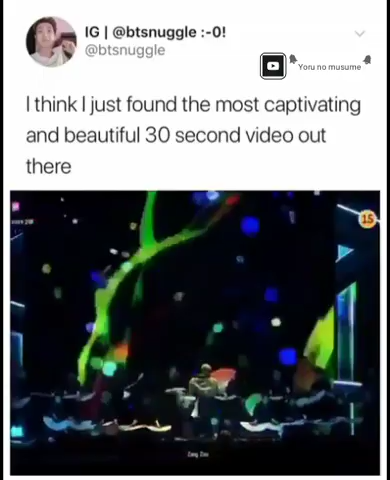 IG | @btsnuggle :-0!
@btsnuggle
Yoru no musume
I think I just found the most captivating
and beautiful 30 second video out
there
15